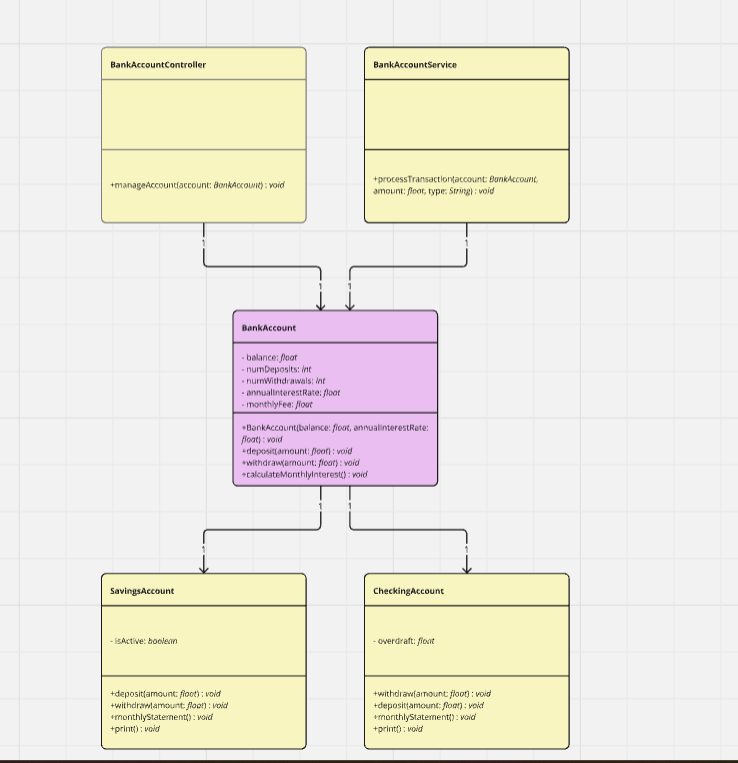 BankAccountController
+manageAccount(account: BankAccount) : void
BankAccountService
+processTransaction(account: BankAccount,
amount: float, type: String) : void
1
1
1
1
BankAccount
- balance: float
- numDeposits: int
- numWithdrawals: int
- annualInterestRate: float
- monthlyFee: float
+BankAccount(balance: float, annualInterestRate:
float) : void
+deposit(amount: float) : void
+withdraw(amount: float) : void
+calculateMonthlyInterest() : void
1
1
1
1
SavingsAccount
- isActive: boolean
+deposit(amount: float) : void
+withdraw(amount: float) : void
+monthlyStatement() : void
+print() : void
CheckingAccount
- overdraft: float
+withdraw(amount: float) : void
+deposit(amount: float) : void
+monthlyStatement() : void
+print() : void